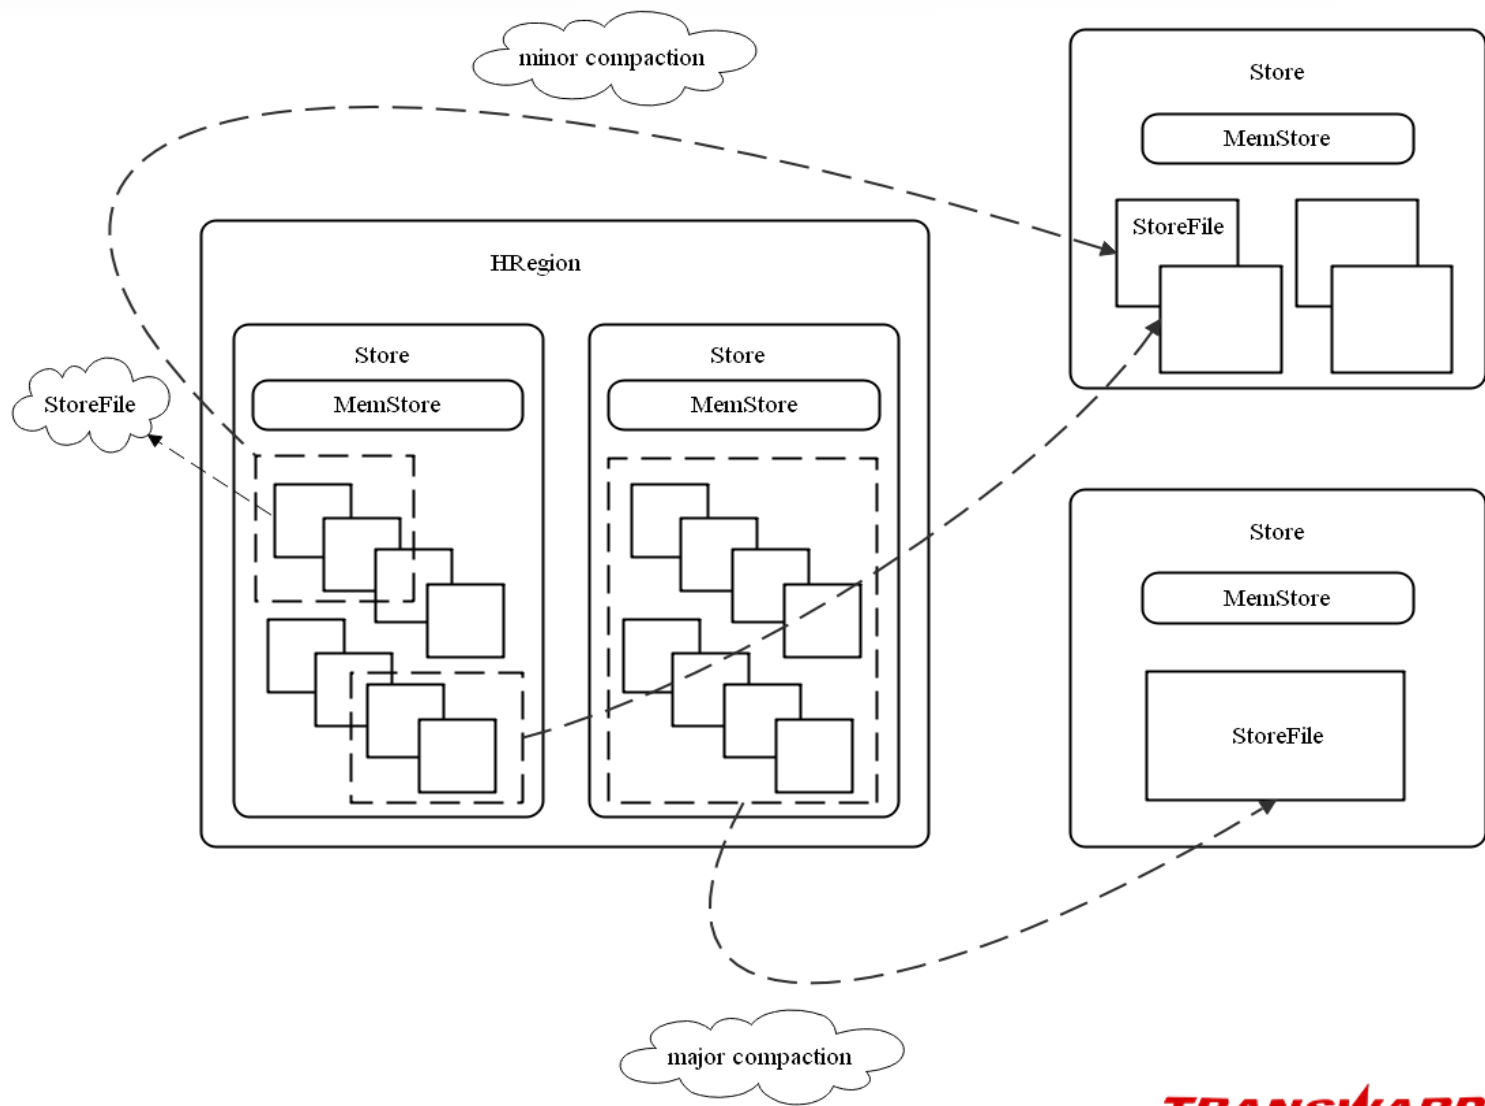 minor compaction
Store
MemStore
StoreFile
HRegion
Store
Store
MemStore
MemStore
StoreFile
Store
MemStore
StoreFile
major compaction